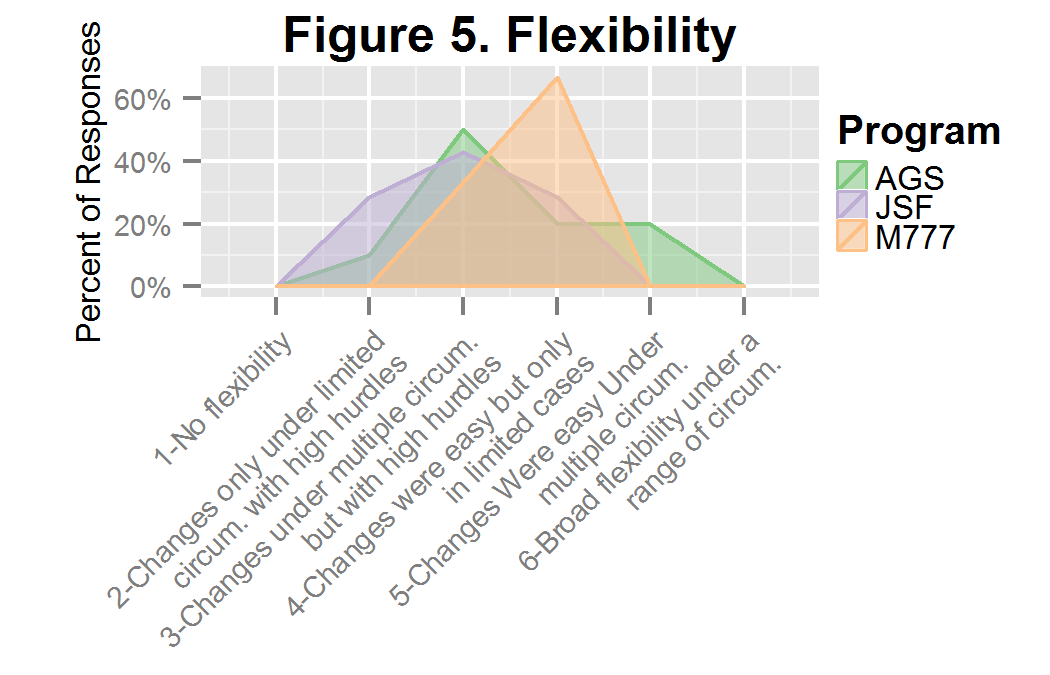 Figure 5. Flexibility
Percent of Responses
60%
40%
20%
0%
1-No flexibility
2-Changes only under limited
circum. with high hurdles
3-Changes under multiple circum.
but with high hurdles
4-Changes were easy but only
in limited cases
5-Changes Were easy Under
multiple circum.
6-Broad flexibility under a
range of circum.
Program
AGS
JSF
M777